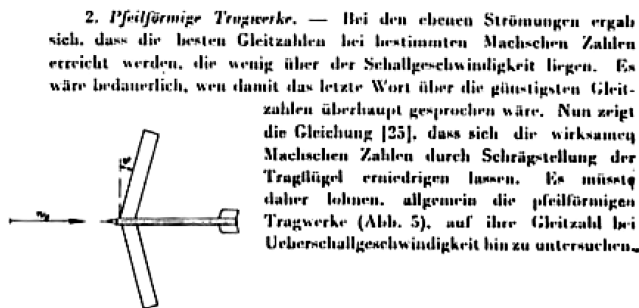 2. Pfeilförmige Tragwerke. — Bei den ebenen Strömungen ergab
sich, dass die besten Gleitzahlen bei bestimmten Machschen Zahlen
erreicht werden, die wenig über der Schallgeschwindigkeit liegen. Es
wäre bedauerlich, wen damit das letzte Wort über die günstigsten Gleit-
zahlen überhaupt gesprochen wäre. Nun zeigt
die Gleichung [25], dass sich die wirksamen
Machschen Zahlen durch Schrägstellung der
Tragflügel erniedrigen lassen. Es müsste
daher lohnen, allgemein die pfeilförmigen
Tragwerke (Abb. 5), auf ihre Gleitzahl bei
Ueberschallgeschwindigkeit hin zu untersuchen.